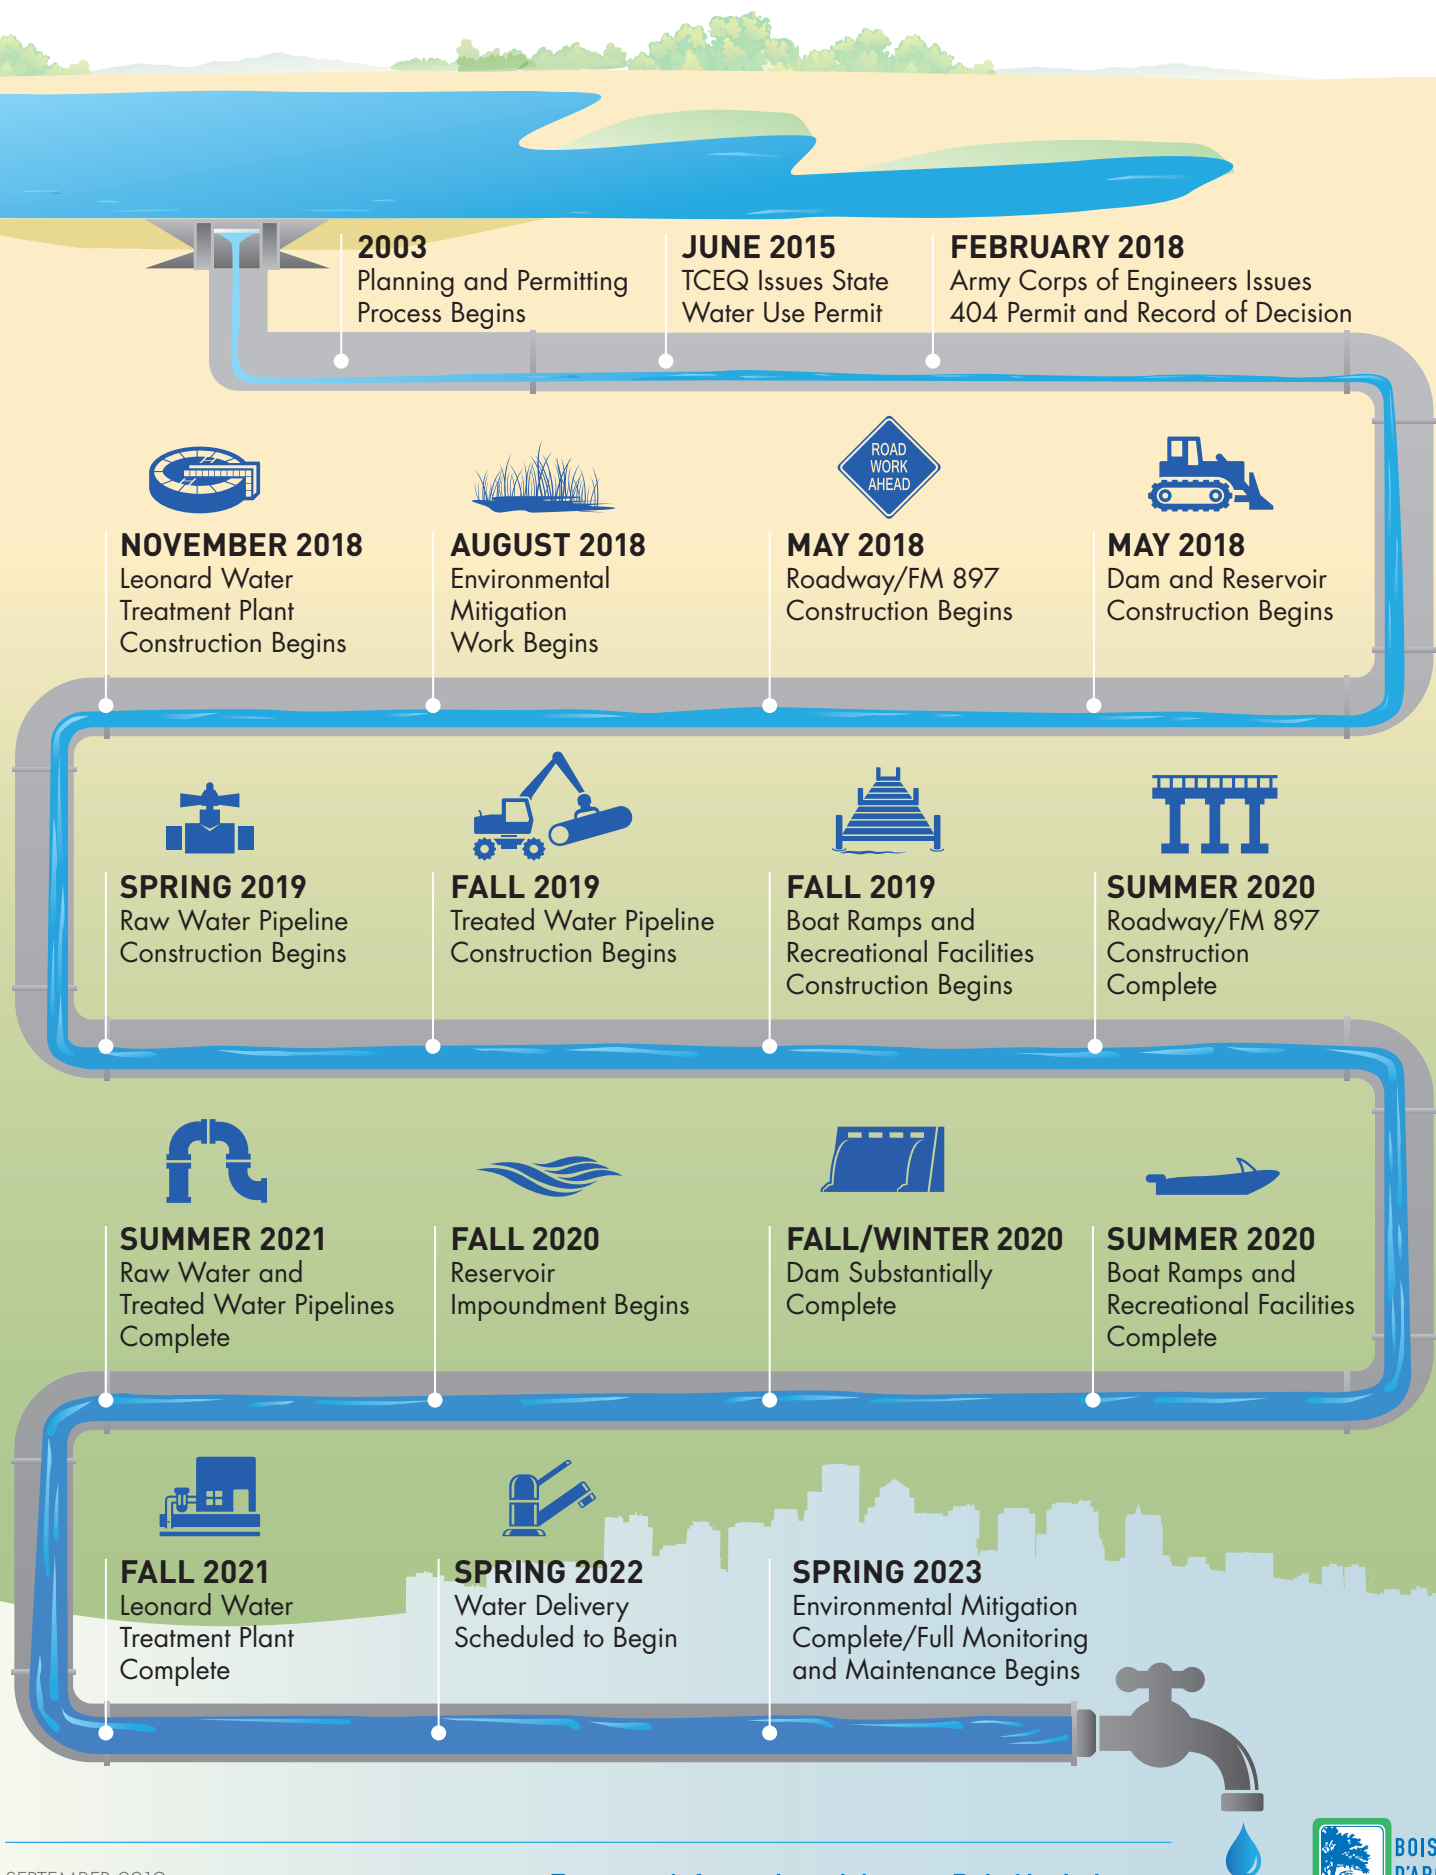 2003
Planning and Permitting
Process Begins
JUNE 2015
TCEQ Issues State
Water Use Permit
FEBRUARY 2018
Army Corps of Engineers Issues
404 Permit and Record of Decision
ROAD
WORK
AHEAD
MAY 2018
Dam and Reservoir
Construction Begins
MAY 2018
Roadway/FM 897
Construction Begins
AUGUST 2018
Environmental
Mitigation
Work Begins
NOVEMBER 2018
Leonard Water
Treatment Plant
Construction Begins
SPRING 2019
Raw Water Pipeline
Construction Begins
FALL 2019
Treated Water Pipeline
Construction Begins
FALL 2019
Boat Ramps and
Recreational Facilities
Construction Begins
SUMMER 2020
Roadway/FM 897
Construction
Complete
SUMMER 2020
Boat Ramps and
Recreational Facilities
Complete
FALL/WINTER 2020
Dam Substantially
Complete
FALL 2020
Reservoir
Impoundment Begins
SUMMER 2021
Raw Water and
Treated Water Pipelines
Complete
FALL 2021
Leonard Water
Treatment Plant
Complete
SPRING 2022
Water Delivery
Scheduled to Begin
SPRING 2023
Environmental Mitigation
Complete/Full Monitoring
and Maintenance Begins
BOIS